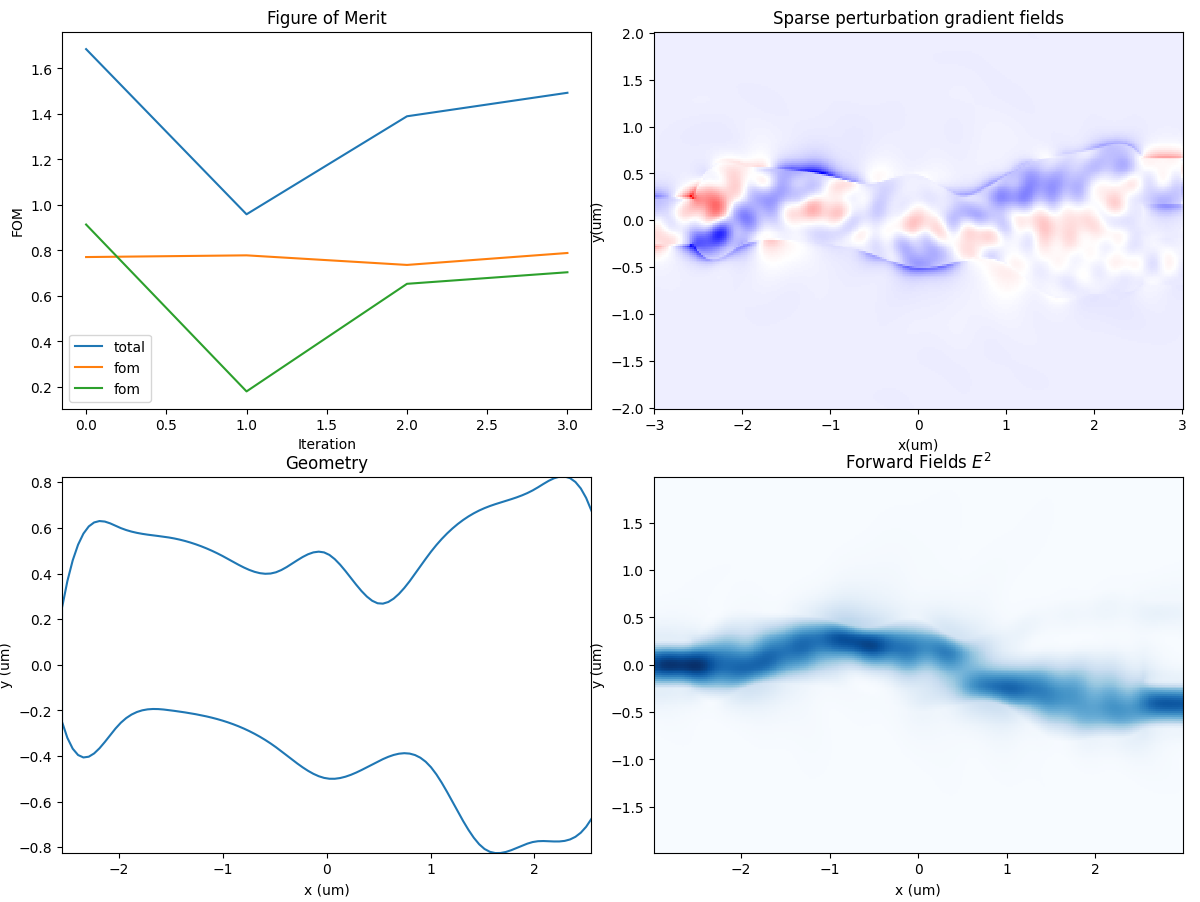 Figure of Merit
1.6
1.4
1.2
1.0
0.8
0.6
0.4
0.2
FOM
total
fom
fom
0.0 0.5 1.0 1.5 2.0 2.5 3.0
Iteration
Sparse perturbation gradient fields
2.0
1.5
1.0
0.5
0.0
−0.5
−1.0
−1.5
−2.0
y(um)
−3 −2 −1 0 1 2 3
x(um)
Geometry
0.8
0.6
0.4
0.2
0.0
−0.2
−0.4
−0.6
−0.8
y (um)
−2 −1 0 1 2
x (um)
Forward Fields E²
1.5
1.0
0.5
0.0
−0.5
−1.0
−1.5
y (um)
−2 −1 0 1 2
x (um)